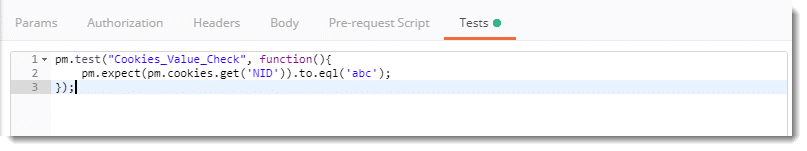 Params Authorization Headers Body Pre-request Script Tests
1 pm.test("Cookies_Value_Check", function(){
2 pm.expect(pm.cookies.get('NID')).to.eql('abc');
3 });